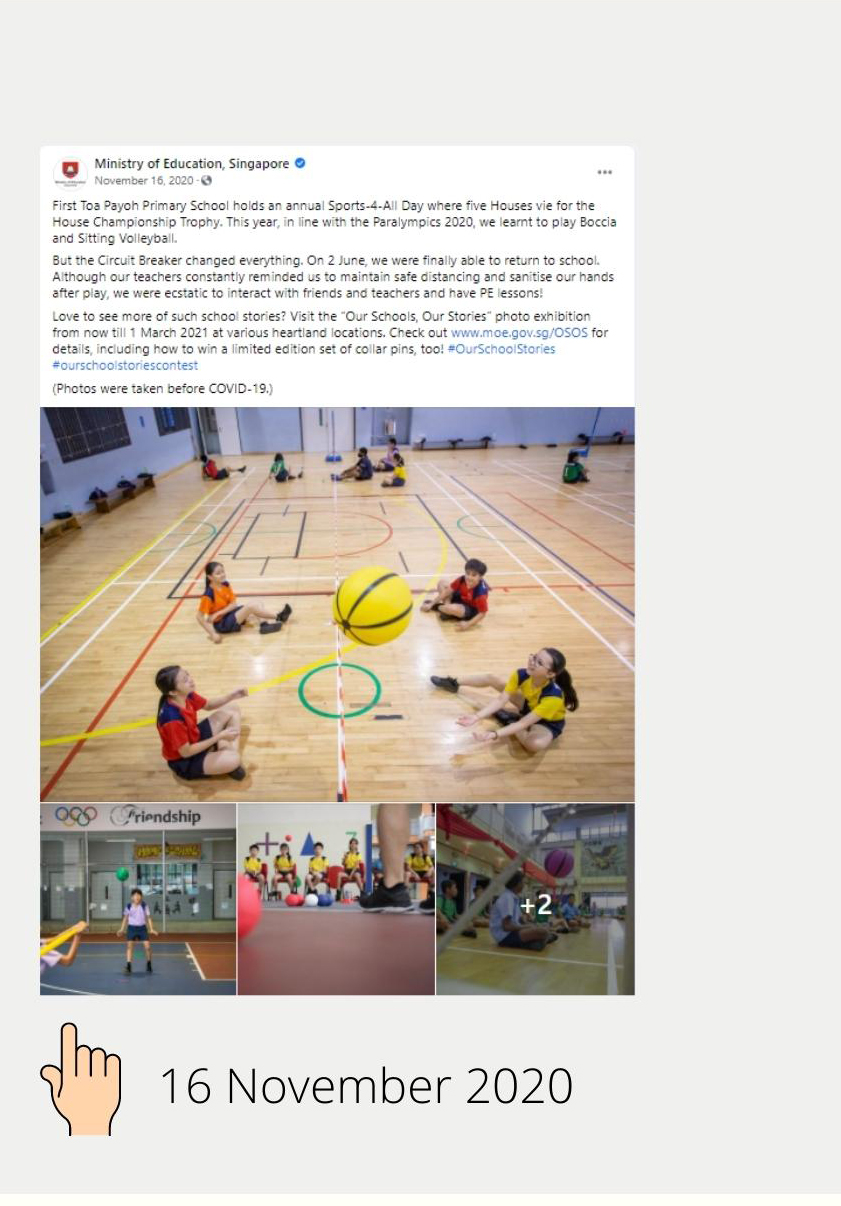 Ministry of Education, Singapore
November 16, 2020 ·
First Toa Payoh Primary School holds an annual Sports-4-All Day where five Houses vie for the
House Championship Trophy. This year, in line with the Paralympics 2020, we learnt to play Boccia
and Sitting Volleyball.
But the Circuit Breaker changed everything. On 2 June, we were finally able to return to school.
Although our teachers constantly reminded us to maintain safe distancing and sanitise our hands
after play, we were ecstatic to interact with friends and teachers and have PE lessons!
Love to see more of such school stories? Visit the "Our Schools, Our Stories" photo exhibition
from now till 1 March 2021 at various heartland locations. Check out www.moe.gov.sg/OSOS for
details, including how to win a limited edition set of collar pins, too! #OurSchoolStories
#ourschoolstoriescontest
(Photos were taken before COVID-19.)
Friendship
+2
16 November 2020